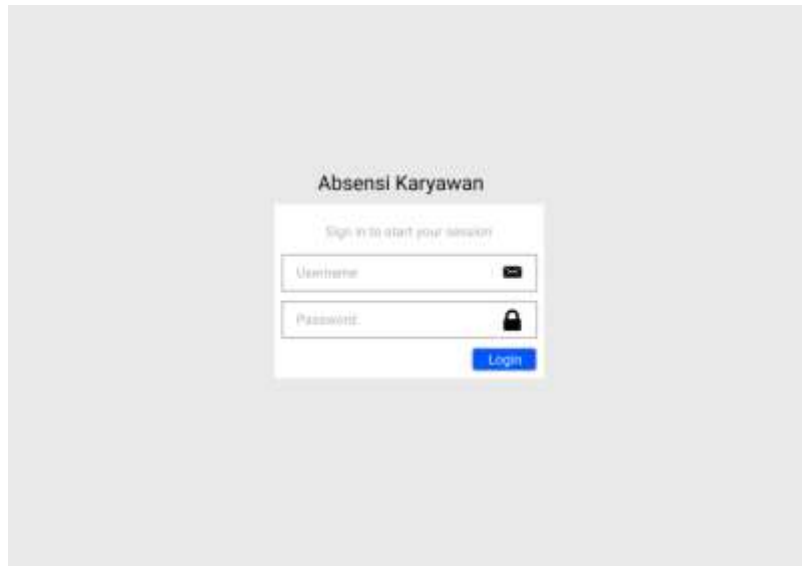 Absensi Karyawan
Sign in to start your session
Username
Password
Login